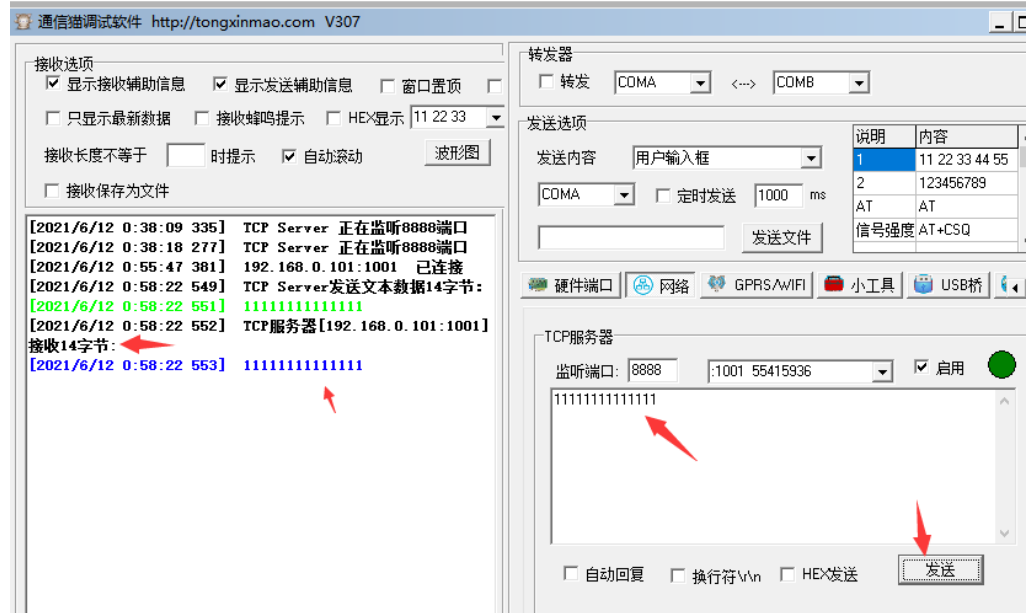 通信猫调试软件 http://tongxinmao.com V307
接收选项
显示接收辅助信息 显示发送辅助信息 窗口置顶
只显示最新数据 接收蜂鸣提示 HEX显示 11 22 33
接收长度不等于 时提示 自动滚动 波形图
接收保存为文件
[2021/6/12 0:38:09 335] TCP Server 正在监听8888端口
[2021/6/12 0:38:18 277] TCP Server 正在监听8888端口
[2021/6/12 0:55:47 381] 192.168.0.101:1001 已连接
[2021/6/12 0:58:22 549] TCP Server发送文本数据14字节:
[2021/6/12 0:58:22 551] 11111111111111
[2021/6/12 0:58:22 552] TCP服务器[192.168.0.101:1001]
接收14字节:
[2021/6/12 0:58:22 553] 11111111111111
转发器
转发 COMA <--> COMB
发送选项
发送内容 用户输入框
COMA 定时发送 1000 ms
发送文件
说明 内容
1 11 22 33 44 55
2 123456789
AT AT
信号强度 AT+CSQ
硬件端口 网络 GPRS/WIFI 小工具 USB桥
TCP服务器
监听端口: 8888 :1001 55415936 启用
11111111111111
自动回复 换行符\r\n HEX发送 发送